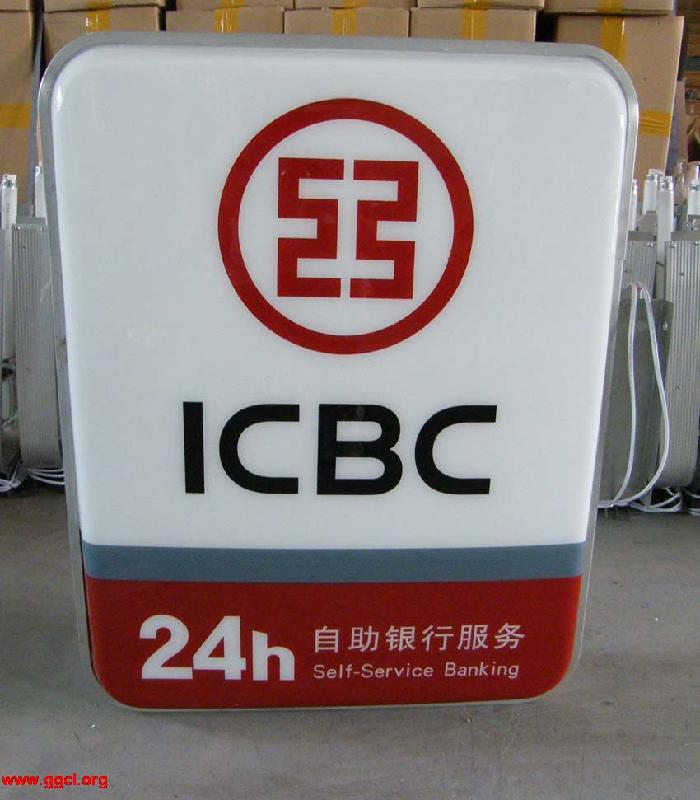 ICBC
24h
自助银行服务
Self-Service Banking
www.ggcl.org